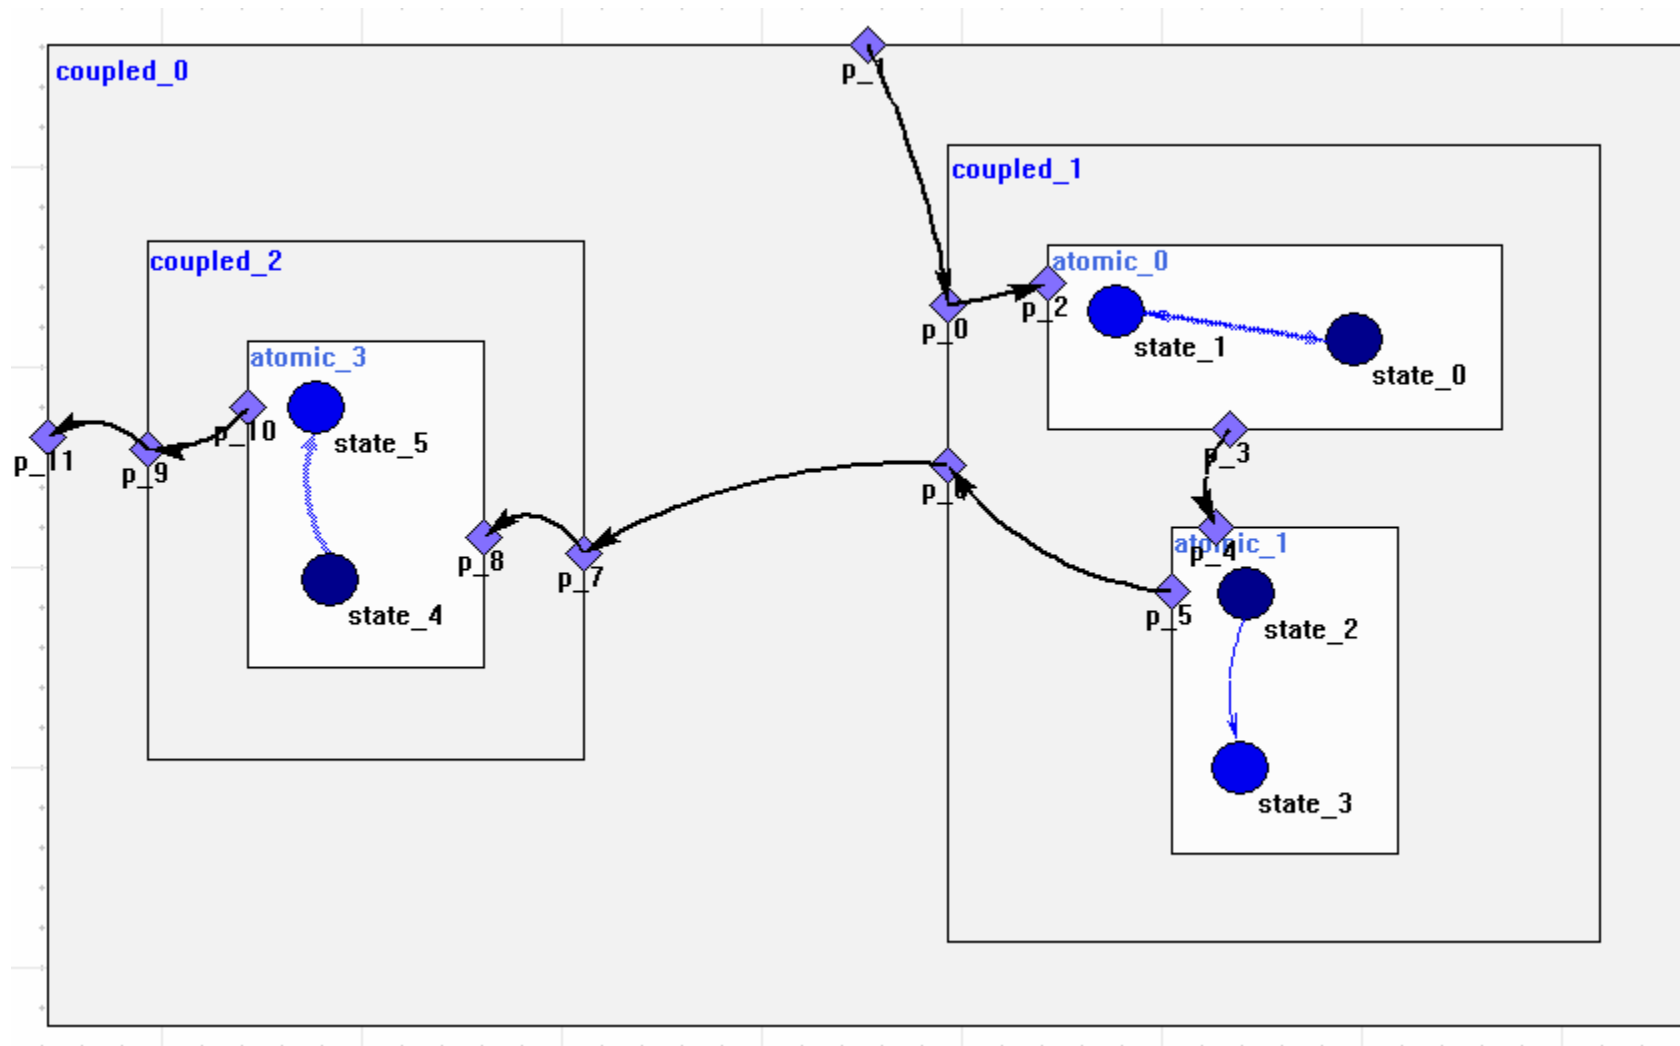 coupled_0
p_1
coupled_1
coupled_2
atomic_0
p_2
p_0
state_1
state_0
atomic_3
p_10
state_5
p_3
p_11
p_9
p_6
atomic_1
p_4
p_8
p_7
p_5
state_4
state_2
state_3